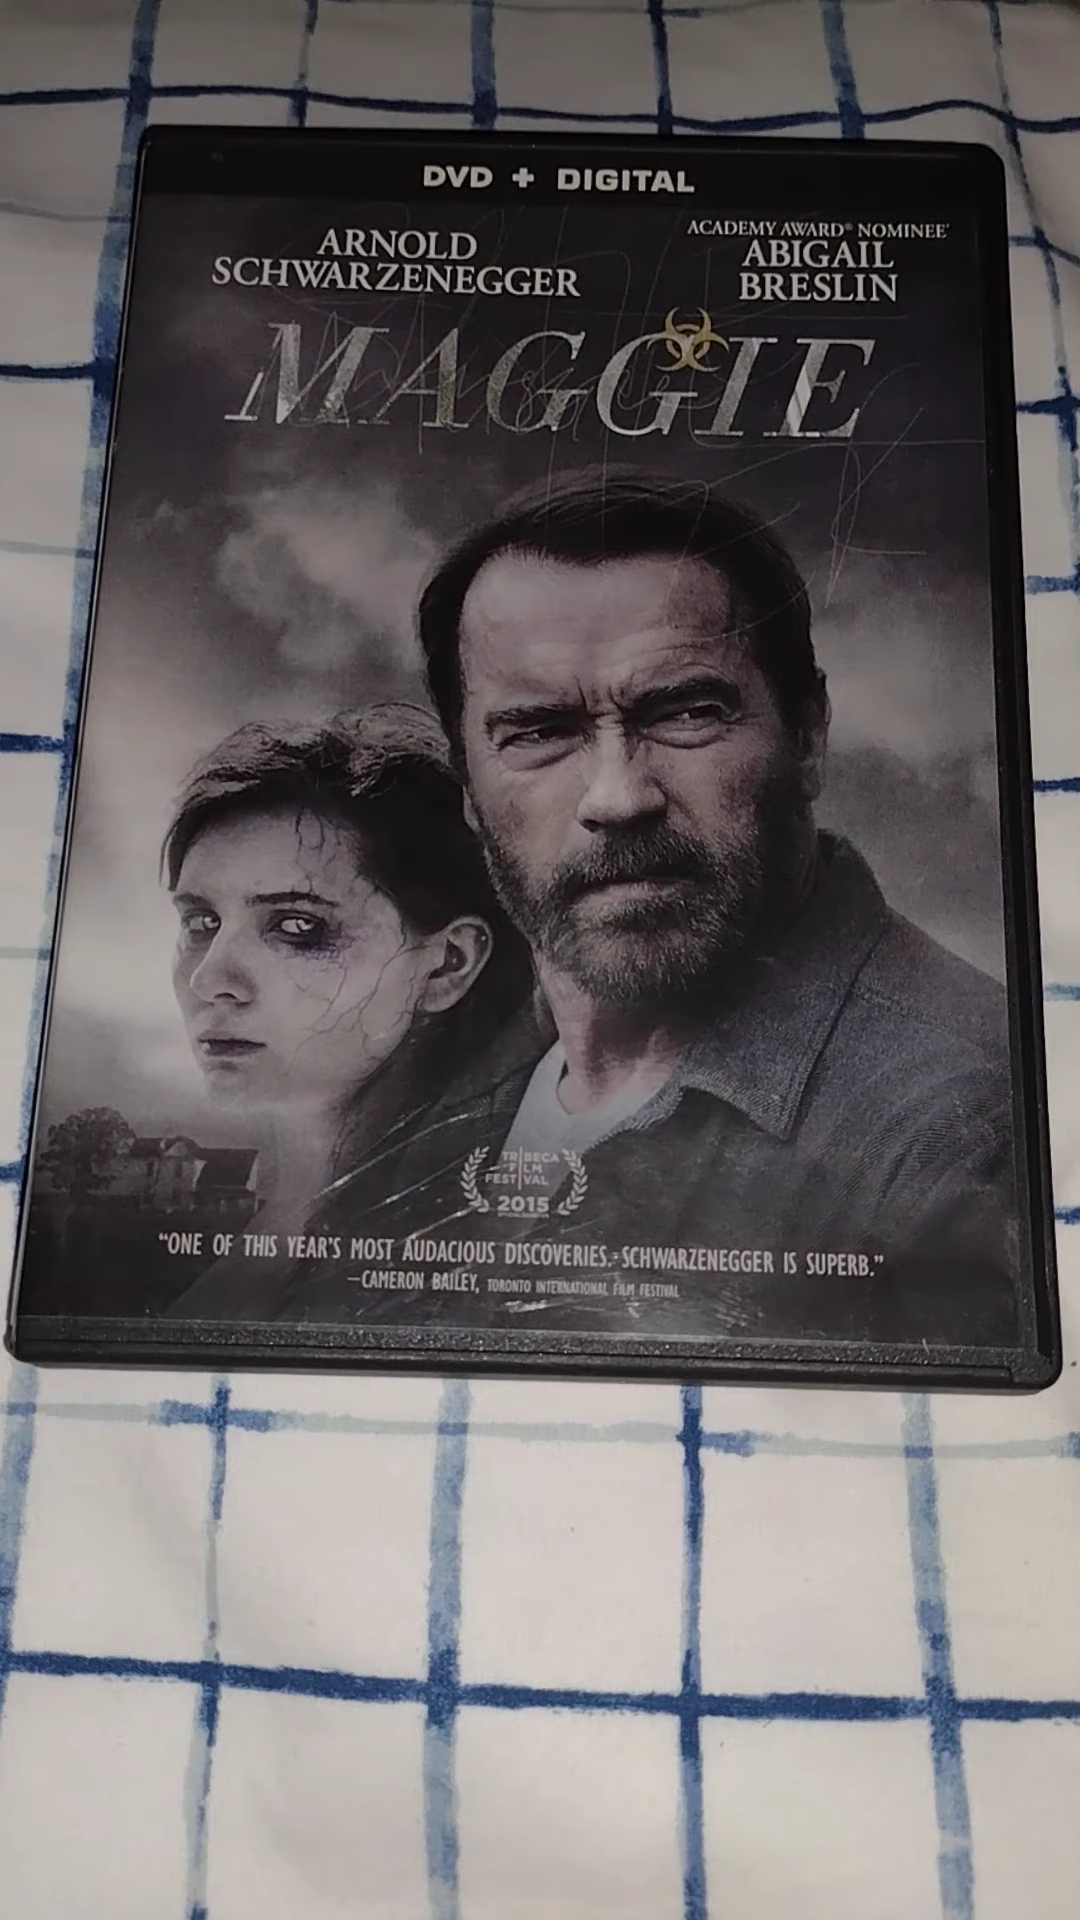 DVD + DIGITAL
ARNOLD
SCHWARZENEGGER
ACADEMY AWARD® NOMINEE
ABIGAIL
BRESLIN
MAGGIE
TRIBECA
FILM
FESTIVAL
2015
“ONE OF THIS YEAR’S MOST AUDACIOUS DISCOVERIES. SCHWARZENEGGER IS SUPERB.”
—CAMERON BAILEY, TORONTO INTERNATIONAL FILM FESTIVAL